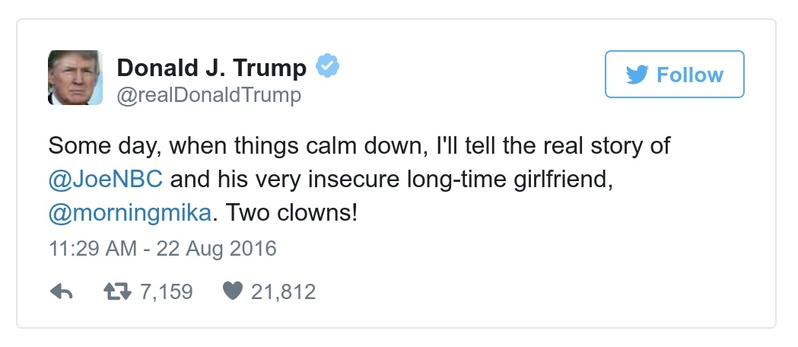 Donald J. Trump
@realDonaldTrump
Follow
Some day, when things calm down, I'll tell the real story of
@JoeNBC and his very insecure long-time girlfriend,
@morningmika. Two clowns!
11:29 AM - 22 Aug 2016
7,159 21,812